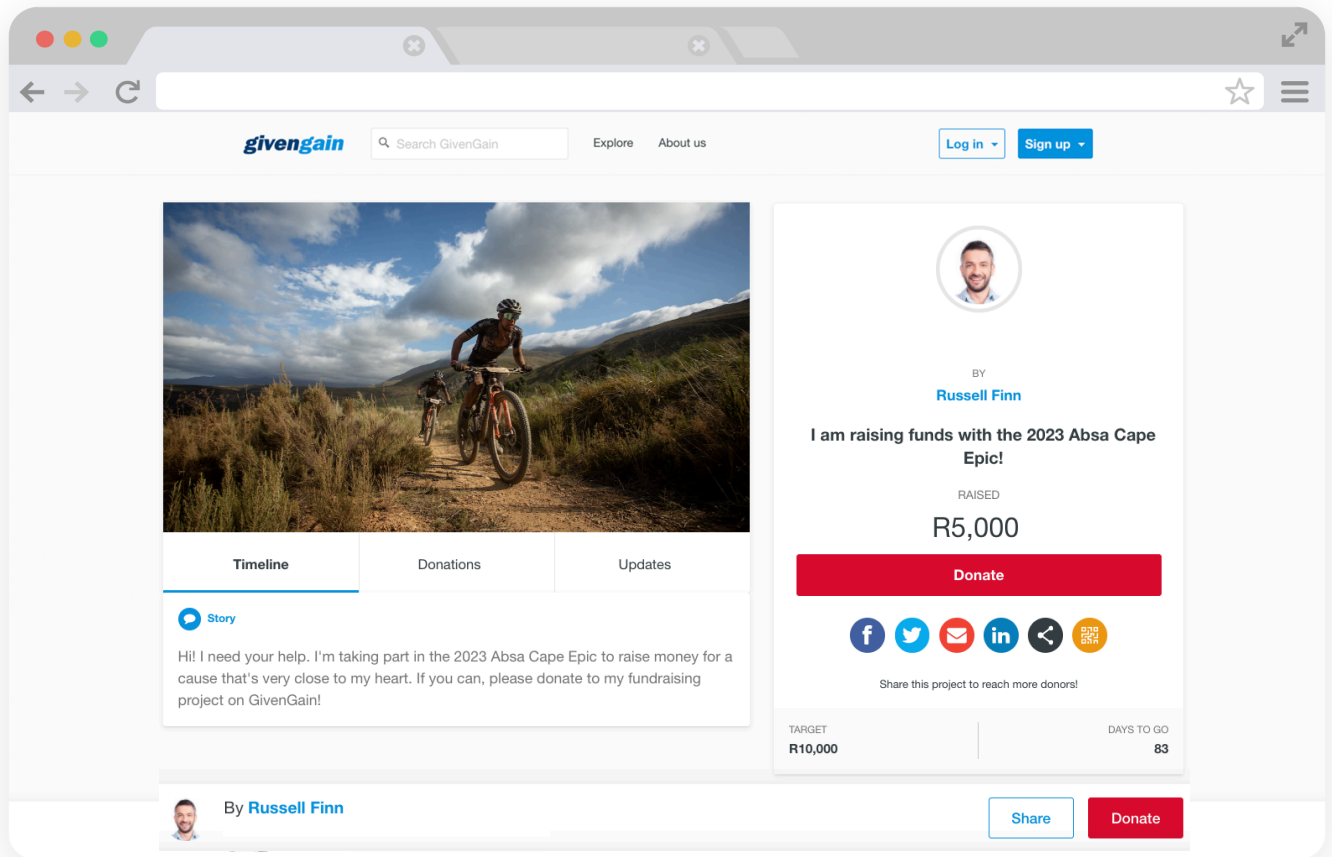 givengain
Search GivenGain
Explore
About us
Log in
Sign up
BY
Russell Finn
I am raising funds with the 2023 Absa Cape
Epic!
RAISED
R5,000
Donate
Share this project to reach more donors!
TARGET
R10,000
DAYS TO GO
83
Timeline
Donations
Updates
Story
Hi! I need your help. I'm taking part in the 2023 Absa Cape Epic to raise money for a
cause that's very close to my heart. If you can, please donate to my fundraising
project on GivenGain!
By Russell Finn
Share
Donate